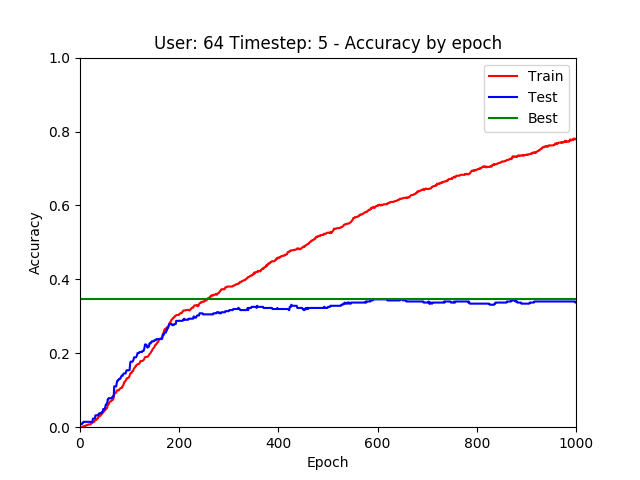 User: 64 Timestep: 5 - Accuracy by epoch
Train
Test
Best
1.0
0.8
0.6
0.4
0.2
0.0
Accuracy
0 200 400 600 800 1000
Epoch